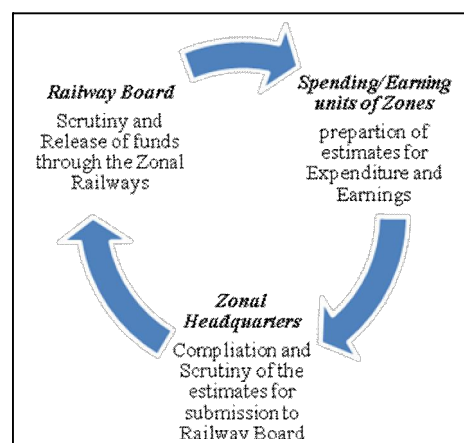 Railway Board
Scrutiny and
Release of funds
through the Zonal
Railways
Spending/Earning
units of Zones
prepartion of
estimates for
Expenditure and
Earnings
Zonal
Headquarters
Compliation and
Scrutiny of the
estimates for
submission to
Railway Board